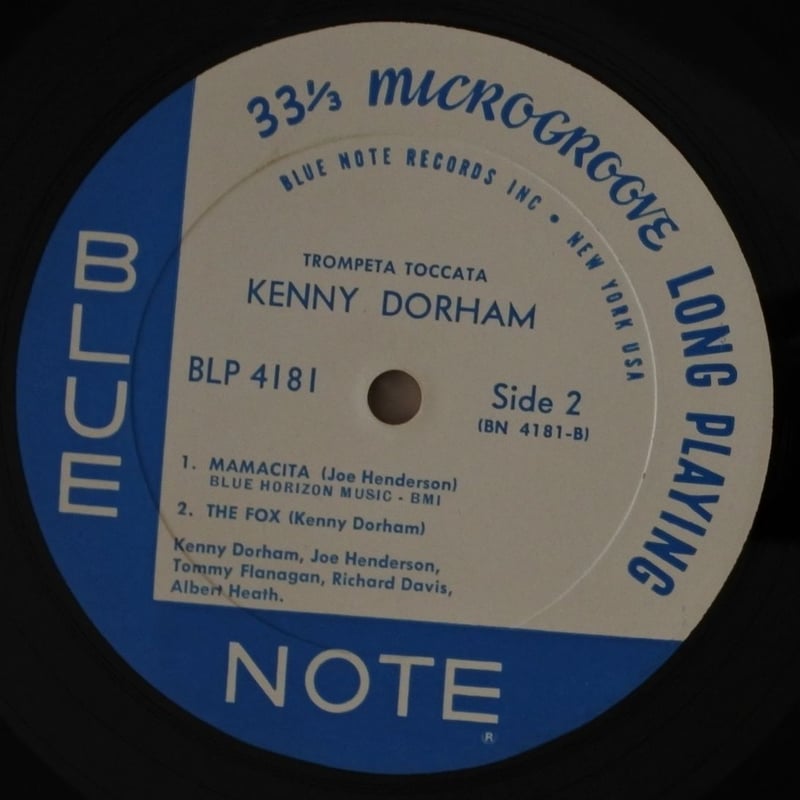 33⅓ MICROGROOVE LONG PLAYING
BLUE NOTE RECORDS INC • NEW YORK USA
TROMPETA TOCCATA
KENNY DORHAM
BLP 4181
Side 2
(BN 4181-B)
1. MAMACITA (Joe Henderson)
BLUE HORIZON MUSIC - BMI
2. THE FOX (Kenny Dorham)
Kenny Dorham, Joe Henderson,
Tommy Flanagan, Richard Davis,
Albert Heath.
BLUE
NOTE
®